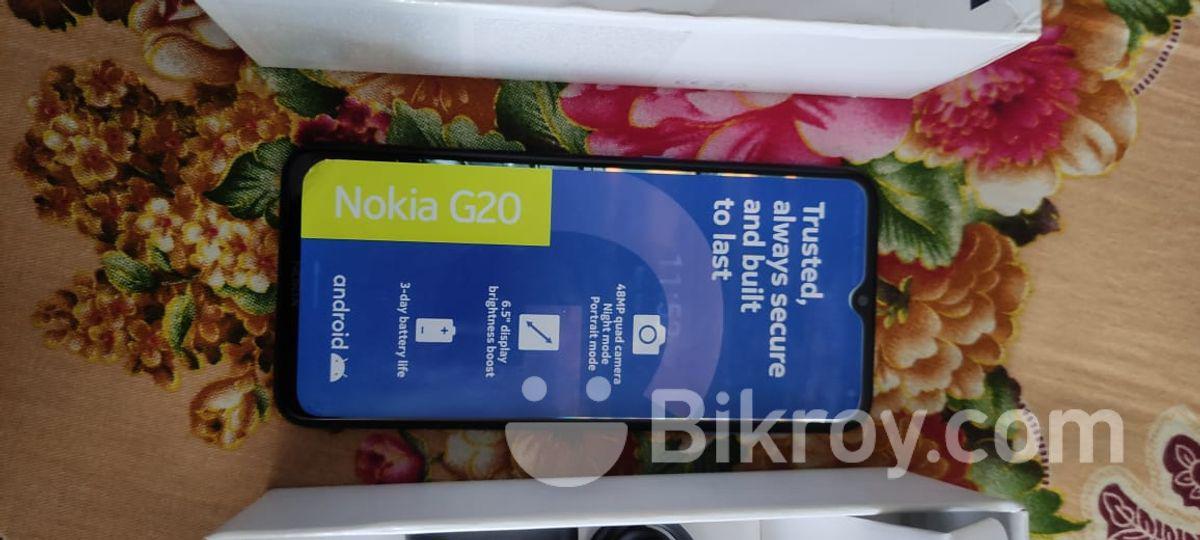 Nokia G20
Trusted,
always secure
and built
to last
48MP quad camera
Night mode
Portrait mode
6.5" display
brightness boost
3-day battery life
android
Bikroy.com